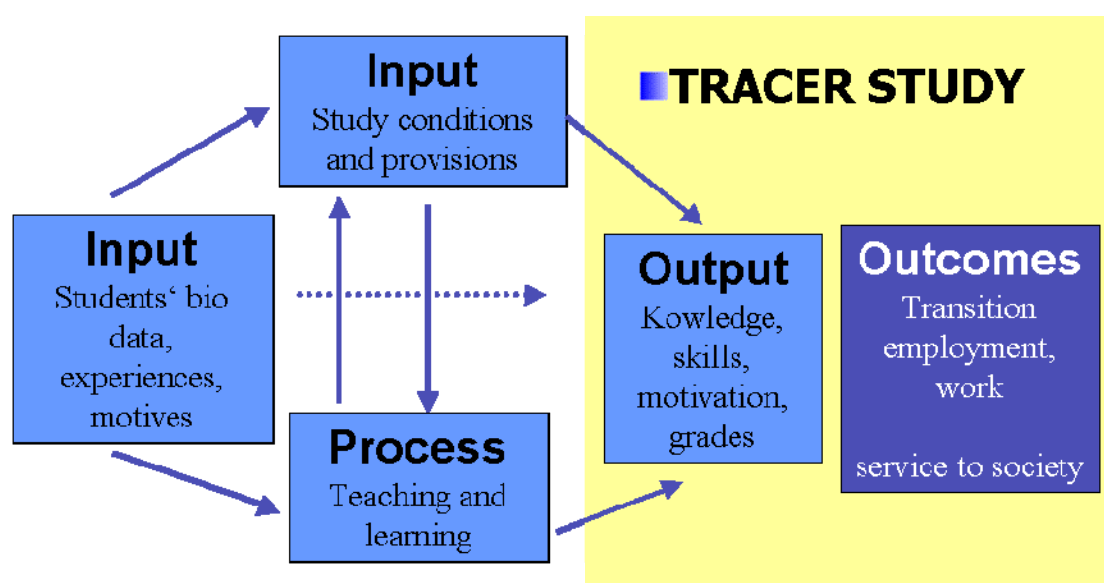 TRACER STUDY
Input
Study conditions
and provisions
Input
Students‘ bio
data,
experiences,
motives
Process
Teaching and
learning
Output
Kowledge,
skills,
motivation,
grades
Outcomes
Transition
employment,
work
service to society